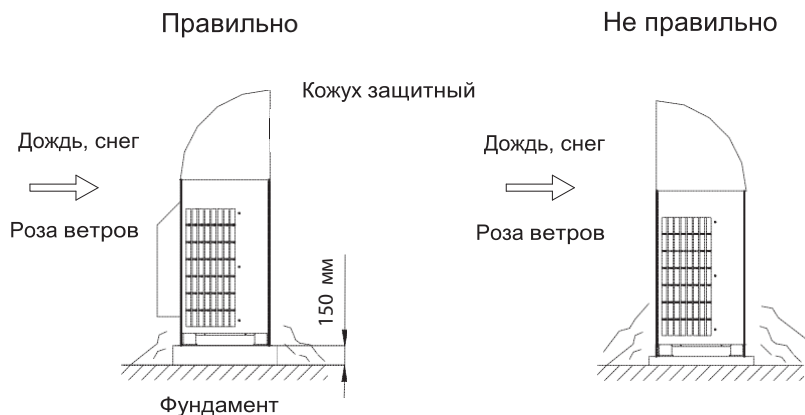 Правильно
Не правильно
Кожух защитный
Дождь, снег
Дождь, снег
Роза ветров
Роза ветров
150 мм
Фундамент